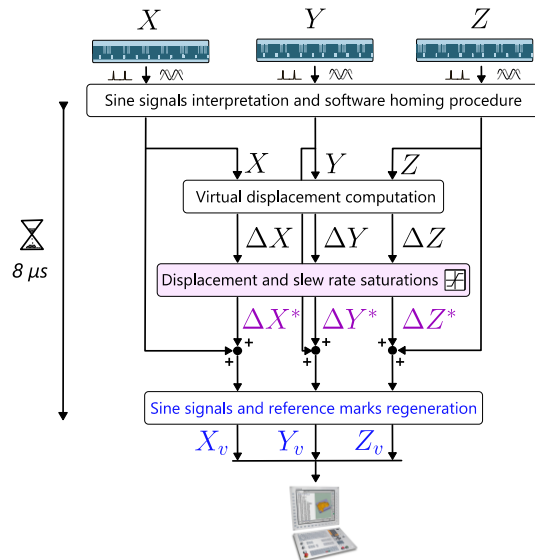 X Y Z
Sine signals interpretation and software homing procedure
X Y Z
Virtual displacement computation
ΔX ΔY ΔZ
8 µs
Displacement and slew rate saturations
ΔX* ΔY* ΔZ*
+ + +
+ + +
Sine signals and reference marks regeneration
Xᵥ Yᵥ Zᵥ